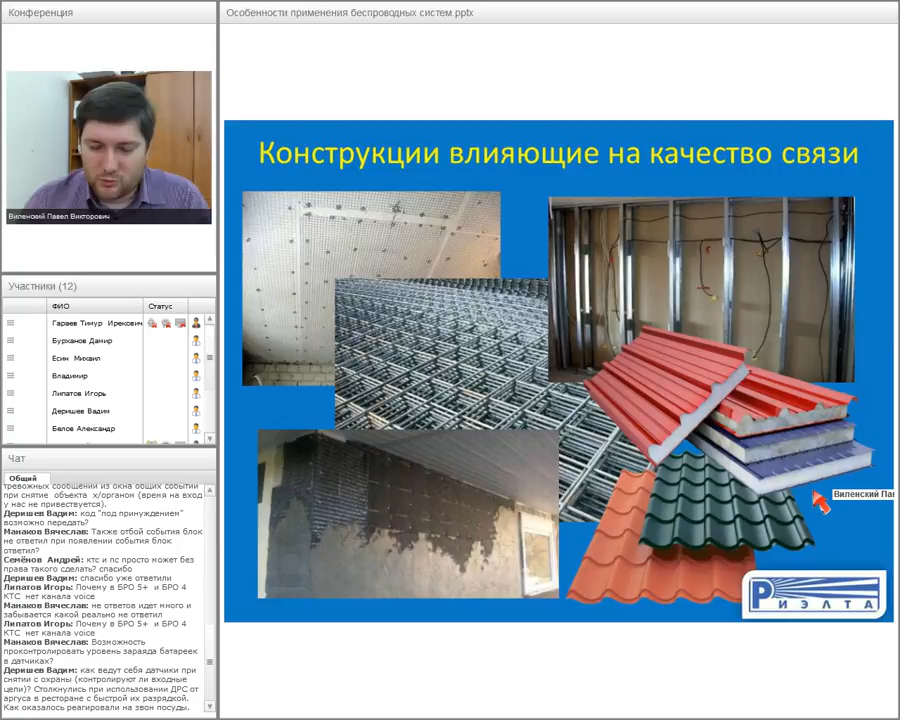 Конференция
Виленский Павел Викторович
Участники (12)
ФИО Статус
Гараев Тимур Ирекович
Бурханов Дамир
Есин Михаил
Владимир
Липатов Игорь
Деришев Вадим
Белов Александр
Чат
Общий
тревожных сообщении из окна общих событии
при снятие объекта х/органом (время на вход
у нас не привествуется).
Деришев Вадим: код "под принуждением"
возможно передать?
Манаков Вячеслав: Также отбой события блок
не ответил при появлении события блок
ответил?
Семёнов Андрей: ктс и пс просто может без
права такого сделать? спасибо
Деришев Вадим: спасибо уже ответили
Липатов Игорь: Почему в БРО 5+ и БРО 4
КТС нет канала voice
Манаков Вячеслав: не ответов идет много и
забывается какой реально не ответил
Липатов Игорь: Почему в БРО 5+ и БРО 4
КТС нет канала voice
Манаков Вячеслав: Возможность
проконтролировать уровень зараяда батареек
в датчиках?
Деришев Вадим: как ведут себя датчики при
снятии с охраны (контролируют ли входные
цепи)? Столкнулись при использовании ДРС от
аргуса в ресторане с быстрой их разрядкой.
Как оказалось реагировали на звон посуды.
Особенности применения беспроводных систем.pptx
Конструкции влияющие на качество связи
Виленский Пав
РИЭЛТА